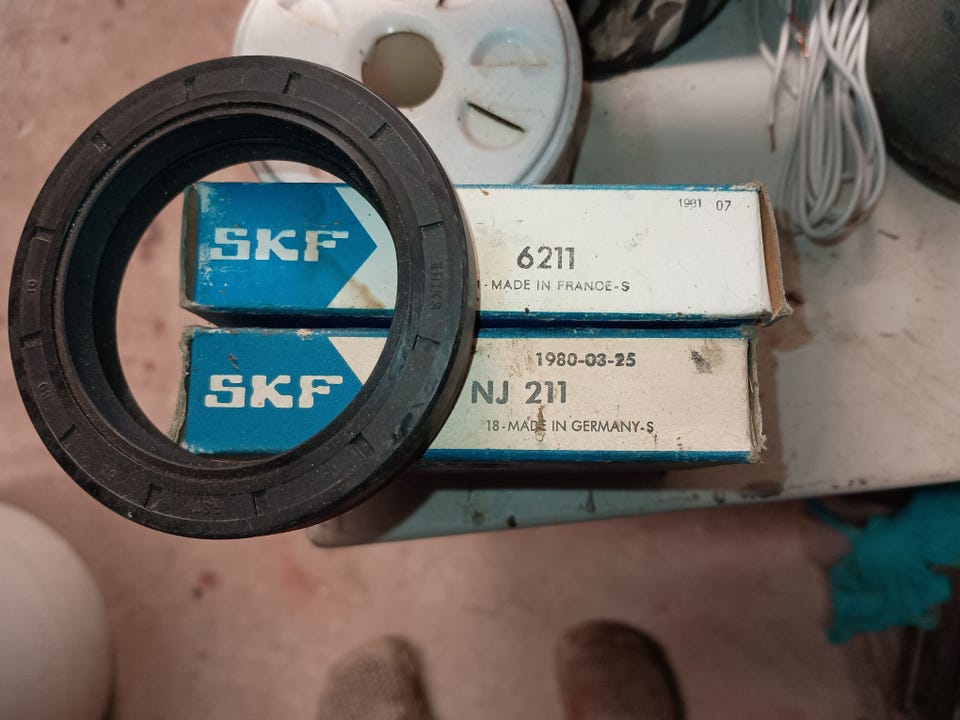 SKF
1981 07
6211
- MADE IN FRANCE-S
SKF
1980-03-25
NJ 211
18-MADE IN GERMANY-S